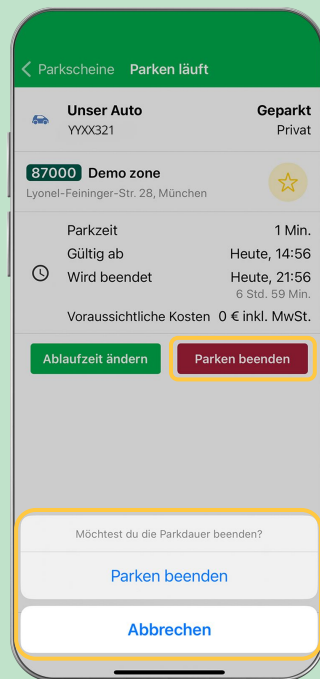 Parkscheine Parken läuft
Unser Auto Geparkt
YYXX321 Privat
87000 Demo zone
Lyonel-Feininger-Str. 28, München
Parkzeit 1 Min.
Gültig ab Heute, 14:56
Wird beendet Heute, 21:56
6 Std. 59 Min.
Voraussichtliche Kosten 0 € inkl. MwSt.
Ablaufzeit ändern Parken beenden
Möchtest du die Parkdauer beenden?
Parken beenden
Abbrechen